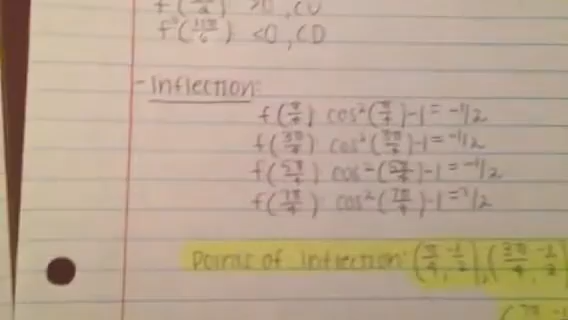 >0, CU
f"(11π/6) <0, CD
- Inflection:
f(π/4) cos²(π/4)-1 = -1/2
f(3π/4) cos²(3π/4)-1 = -1/2
f(5π/4) cos²(5π/4)-1 = -1/2
f(7π/4) cos²(7π/4)-1 = -1/2
Points of Inflection: (π/4, -1/2), (3π/4, -1/2)